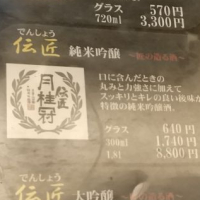 グラス 570円
720ml 3,300円
でんしょう
伝匠 純米吟醸
月桂冠
口に含んだときの
丸みと力強さに加えて
スッキリとキレの良い後味が
特徴の純米吟醸酒。
グラス 640円
300ml 1,740円
1.8l 8,800円
でんしょう
伝匠 大吟醸